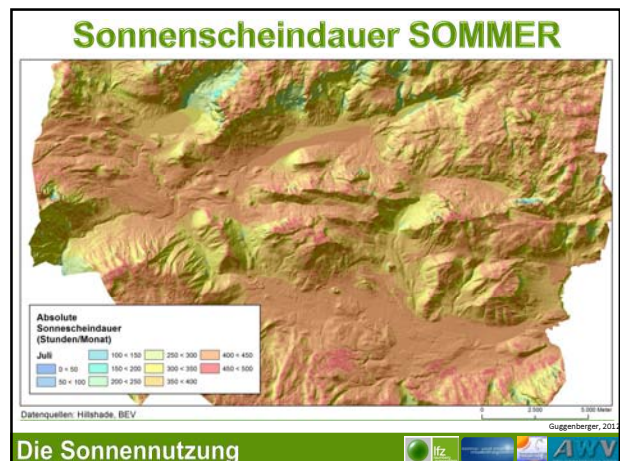 Sonnenscheindauer SOMMER
Absolute
Sonnescheindauer
(Stunden/Monat)
Juli
0 < 50
50 < 100
100 < 150
150 < 200
200 < 250
250 < 300
300 < 350
350 < 400
400 < 450
450 < 500
Datenquellen: Hillshade, BEV
0 2.500 5.000 Meter
Guggenberger, 2012
Die Sonnennutzung
lfz
AWV